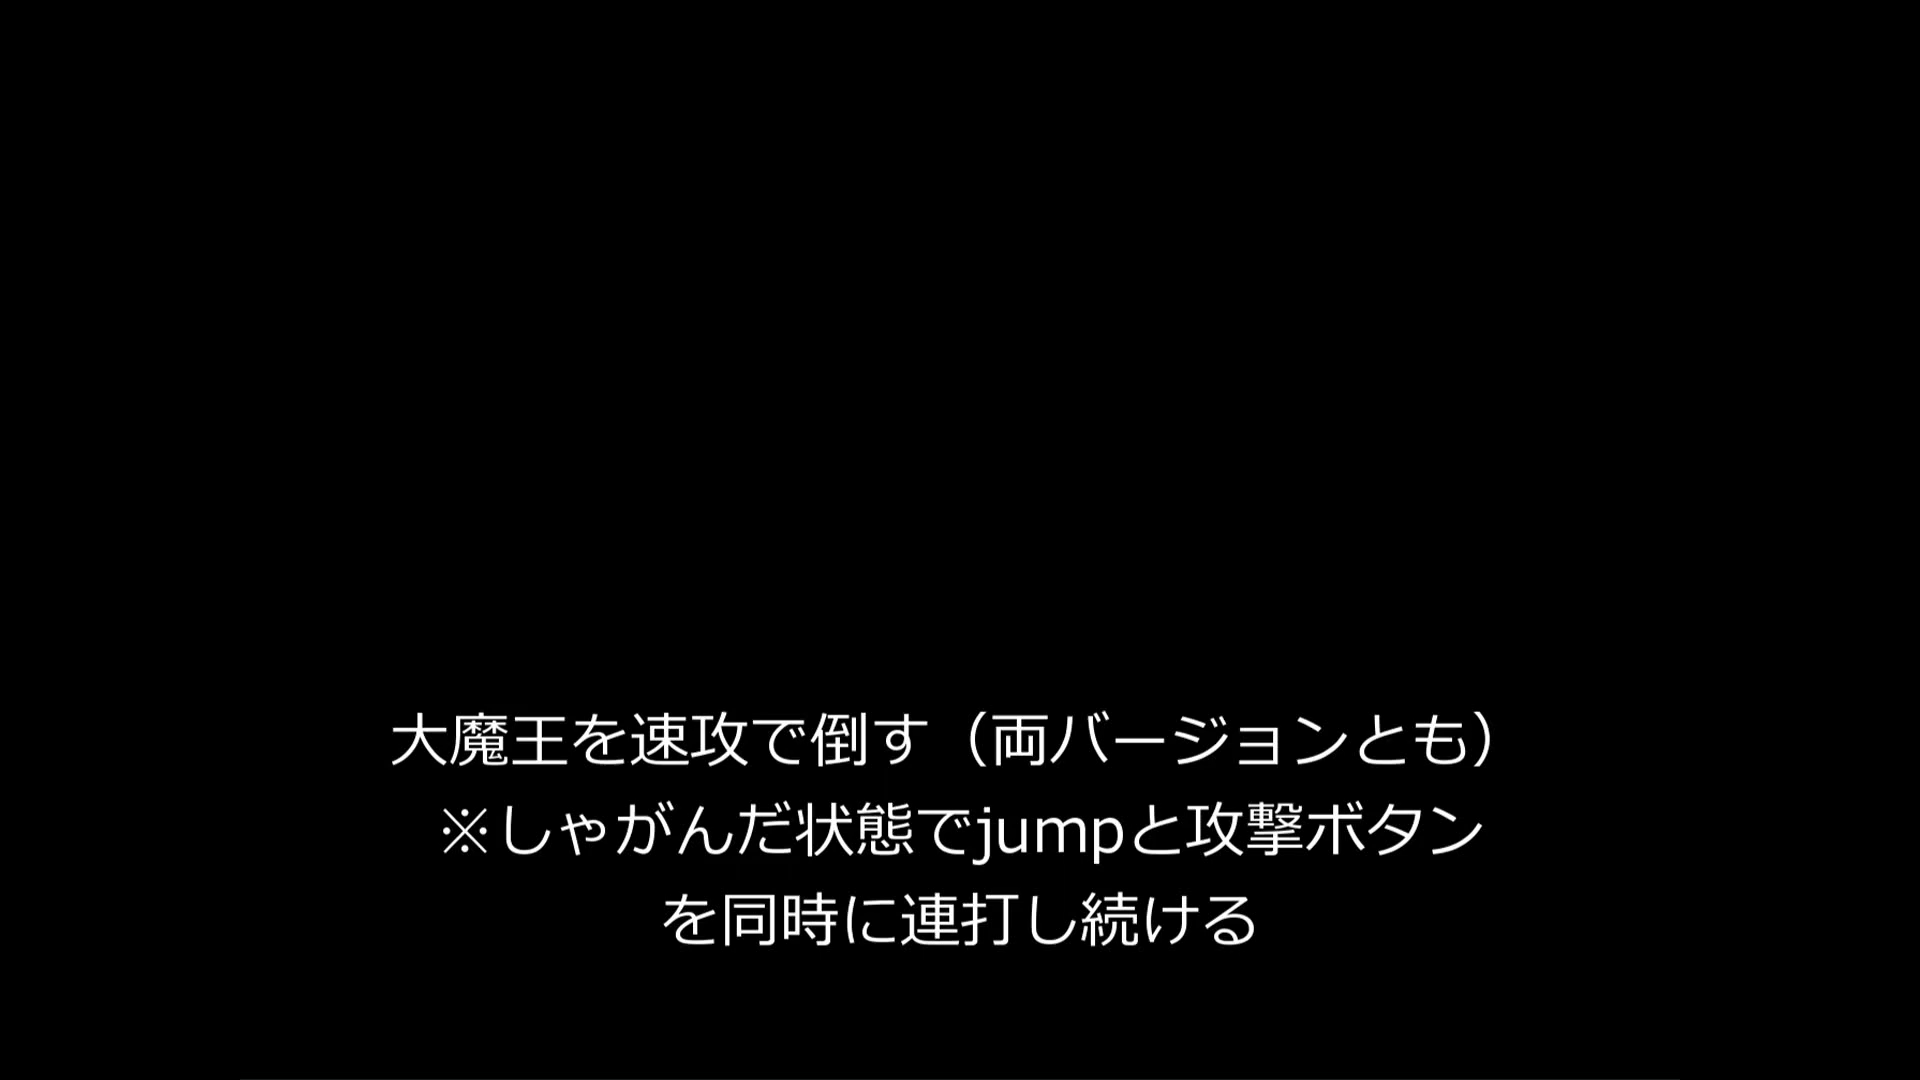 大魔王を速攻で倒す（両バージョンとも）
※しゃがんだ状態でjumpと攻撃ボタン
を同時に連打し続ける